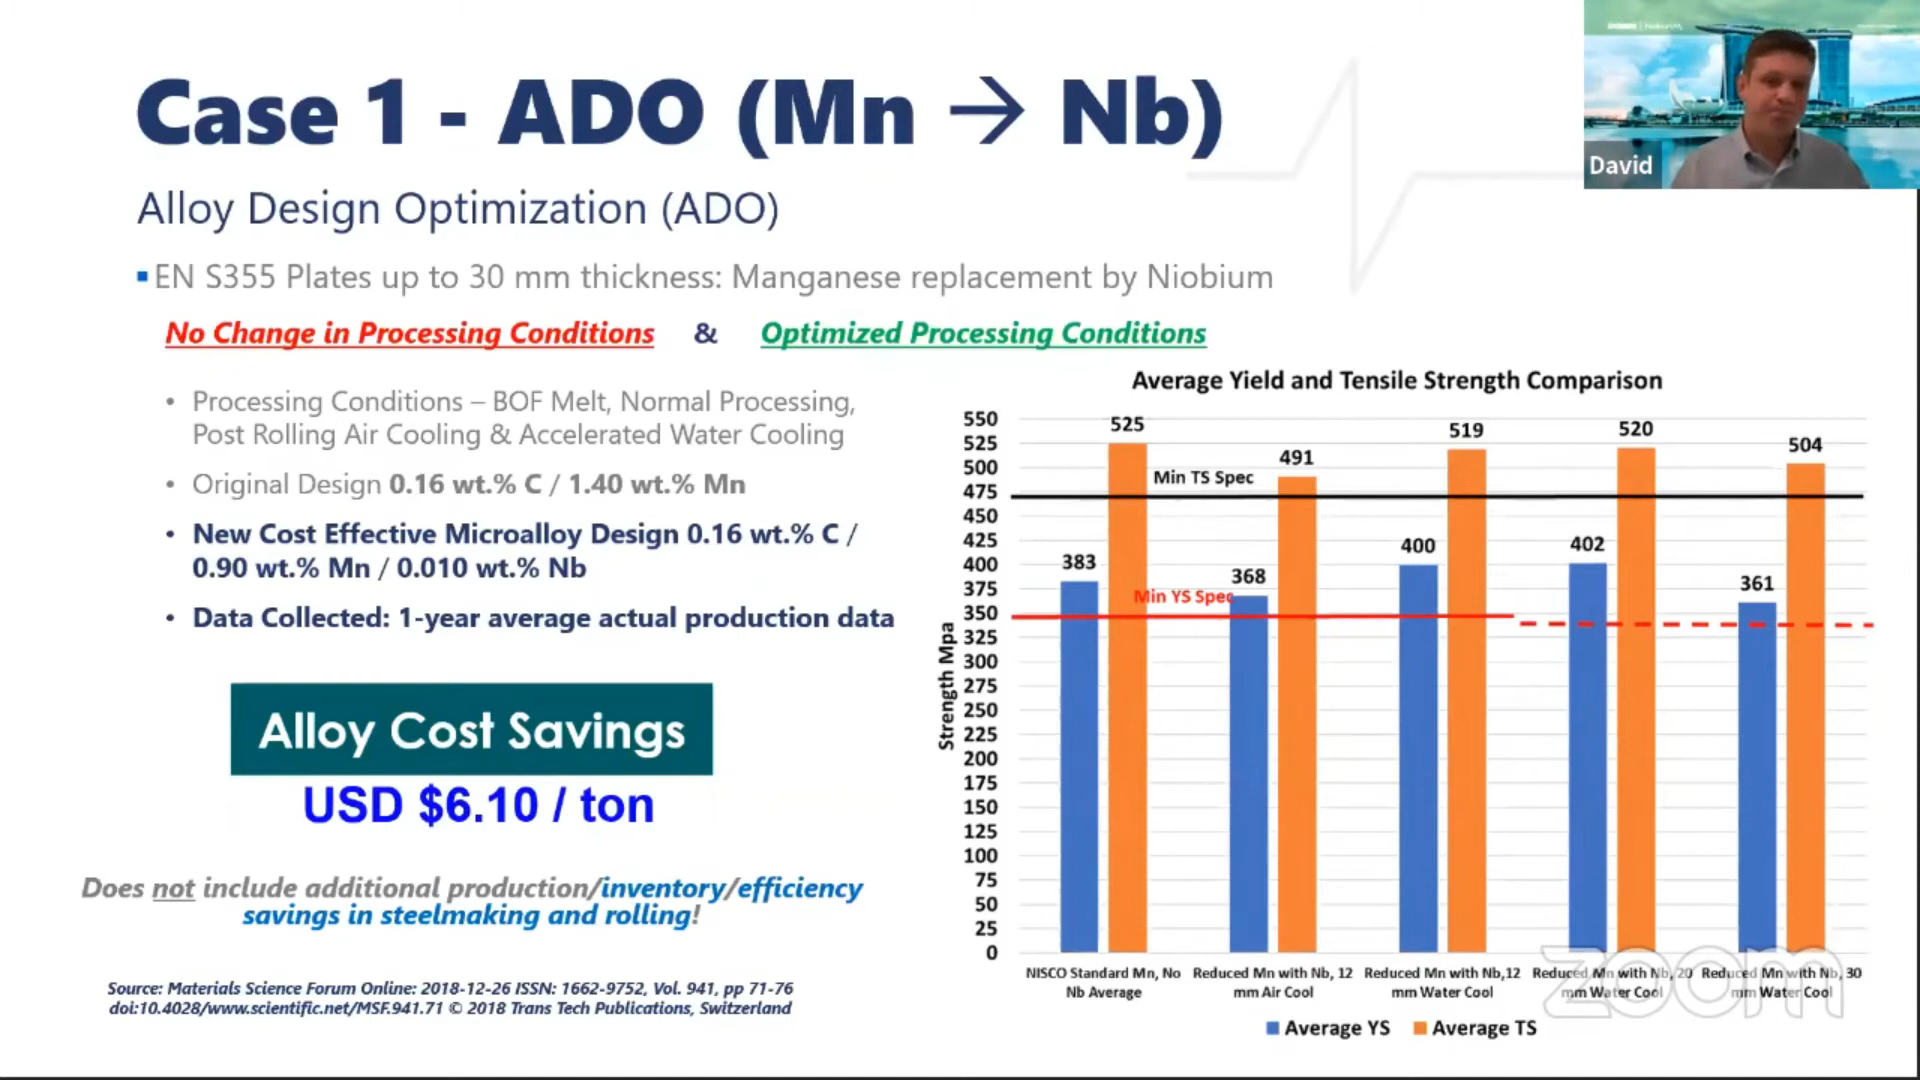 Case 1 - ADO (Mn → Nb)
David
Alloy Design Optimization (ADO)
▪ EN S355 Plates up to 30 mm thickness: Manganese replacement by Niobium
No Change in Processing Conditions & Optimized Processing Conditions
• Processing Conditions – BOF Melt, Normal Processing,
Post Rolling Air Cooling & Accelerated Water Cooling
• Original Design 0.16 wt.% C / 1.40 wt.% Mn
• New Cost Effective Microalloy Design 0.16 wt.% C /
0.90 wt.% Mn / 0.010 wt.% Nb
• Data Collected: 1-year average actual production data
Alloy Cost Savings
USD $6.10 / ton
Does not include additional production/inventory/efficiency
savings in steelmaking and rolling!
Source: Materials Science Forum Online: 2018-12-26 ISSN: 1662-9752, Vol. 941, pp 71-76
doi:10.4028/www.scientific.net/MSF.941.71 © 2018 Trans Tech Publications, Switzerland
Average Yield and Tensile Strength Comparison
Strength Mpa
550
525
500
475
450
425
400
375
350
325
300
275
250
225
200
175
150
125
100
75
50
25
0
525
491
519
520
504
Min TS Spec
383
368
400
402
361
Min YS Spec
NISCO Standard Mn, No
Nb Average
Reduced Mn with Nb, 12
mm Air Cool
Reduced Mn with Nb,12
mm Water Cool
Reduced Mn with Nb, 20
mm Water Cool
Reduced Mn with Nb, 30
mm Water Cool
Average YS
Average TS
zoom